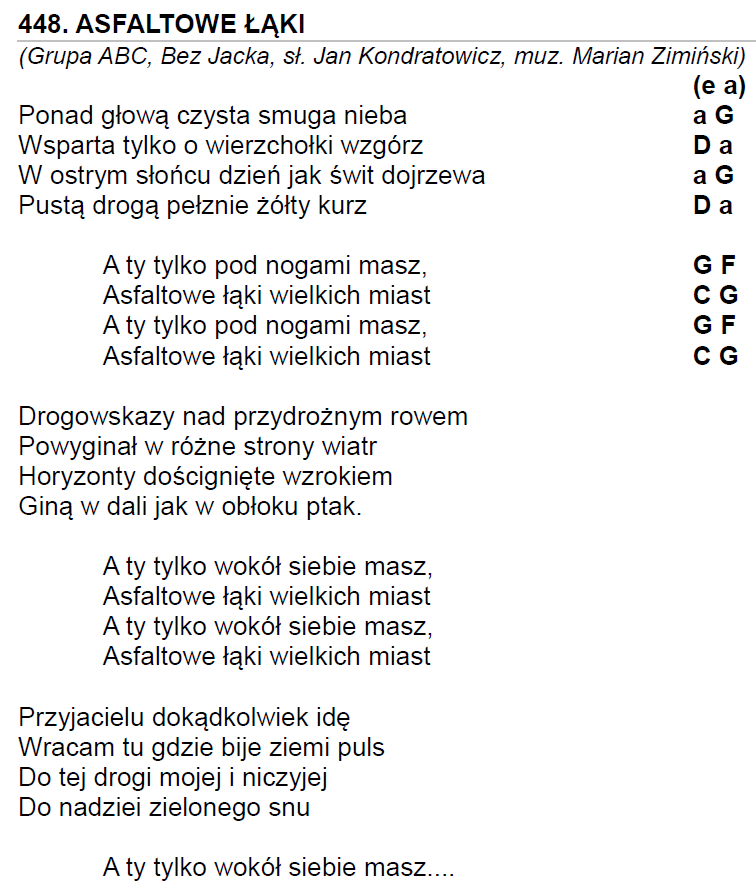 448. ASFALTOWE ŁĄKI
(Grupa ABC, Bez Jacka, sł. Jan Kondratowicz, muz. Marian Zimiński)
(e a)
Ponad głową czysta smuga nieba a G
Wsparta tylko o wierzchołki wzgórz D a
W ostrym słońcu dzień jak świt dojrzewa a G
Pustą drogą pełznie żółty kurz D a
A ty tylko pod nogami masz, G F
Asfaltowe łąki wielkich miast C G
A ty tylko pod nogami masz, G F
Asfaltowe łąki wielkich miast C G
Drogowskazy nad przydrożnym rowem
Powyginał w różne strony wiatr
Horyzonty doścignięte wzrokiem
Giną w dali jak w obłoku ptak.
A ty tylko wokół siebie masz,
Asfaltowe łąki wielkich miast
A ty tylko wokół siebie masz,
Asfaltowe łąki wielkich miast
Przyjacielu dokądkolwiek idę
Wracam tu gdzie bije ziemi puls
Do tej drogi mojej i niczyjej
Do nadziei zielonego snu
A ty tylko wokół siebie masz....